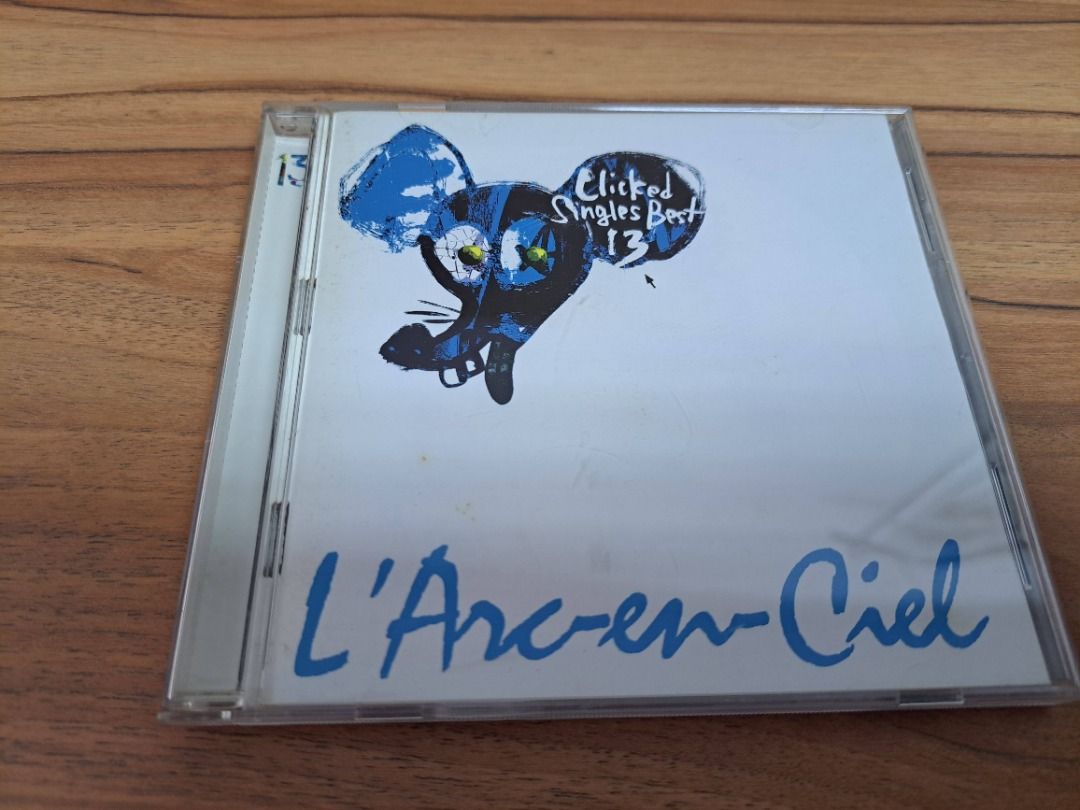 13
Clicked
Singles Best
13
L'Arc-en-Ciel